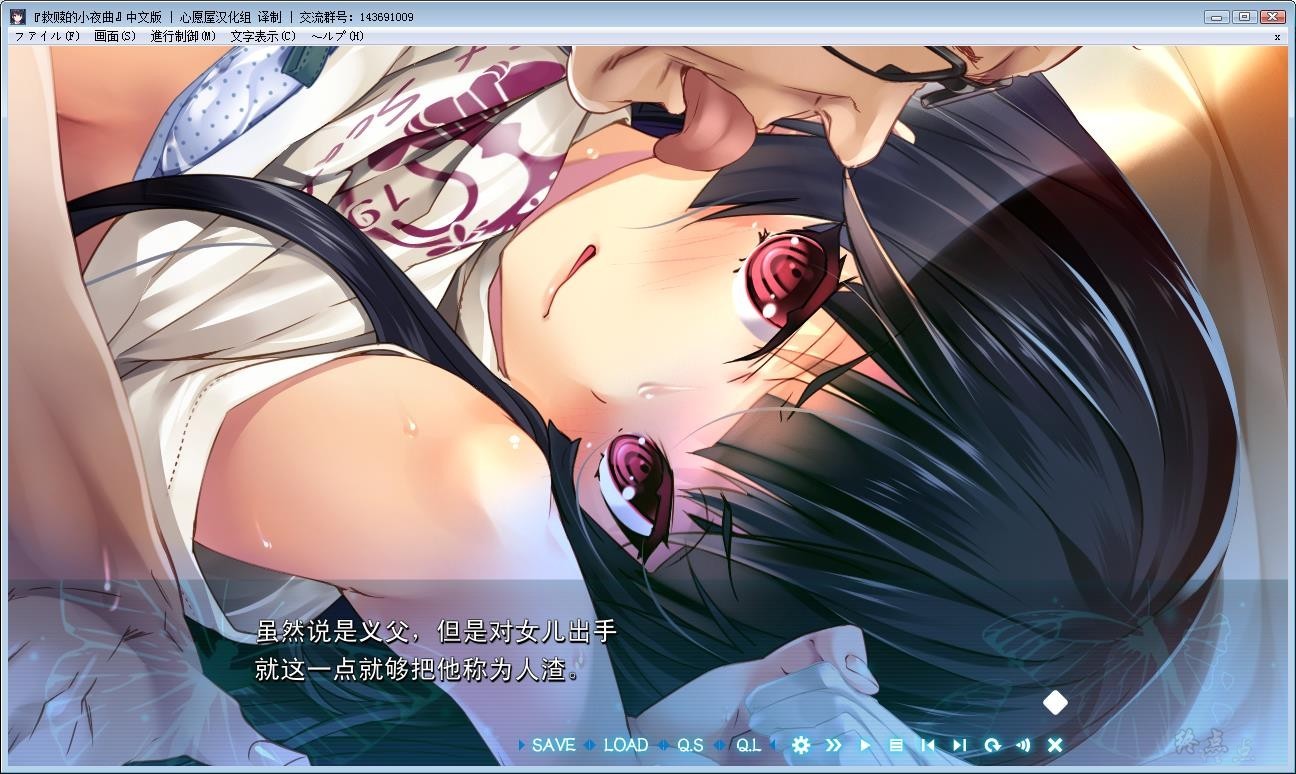 『救赎的小夜曲』中文版 | 心愿屋汉化组 译制 | 交流群号：143691009
ファイル(F) 画面(S) 進行制御(M) 文字表示(C) ヘルプ(H) x
虽然说是义父，但是对女儿出手
就这一点就够把他称为人渣。
SAVE LOAD Q.S Q.L